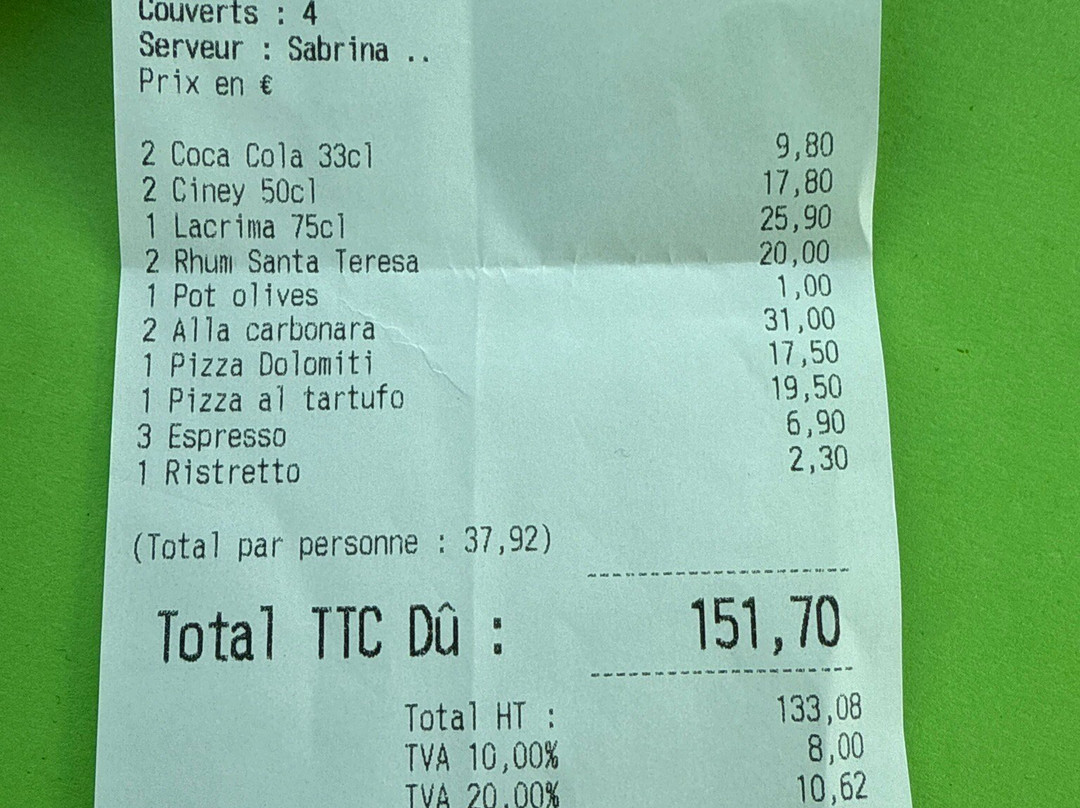 Couverts : 4
Serveur : Sabrina ..
Prix en €
2 Coca Cola 33cl 9,80
2 Ciney 50cl 17,80
1 Lacrima 75cl 25,90
2 Rhum Santa Teresa 20,00
1 Pot olives 1,00
2 Alla carbonara 31,00
1 Pizza Dolomiti 17,50
1 Pizza al tartufo 19,50
3 Espresso 6,90
1 Ristretto 2,30
(Total par personne : 37,92)
Total TTC Dû : 151,70
Total HT : 133,08
TVA 10,00% 8,00
TVA 20,00% 10,62